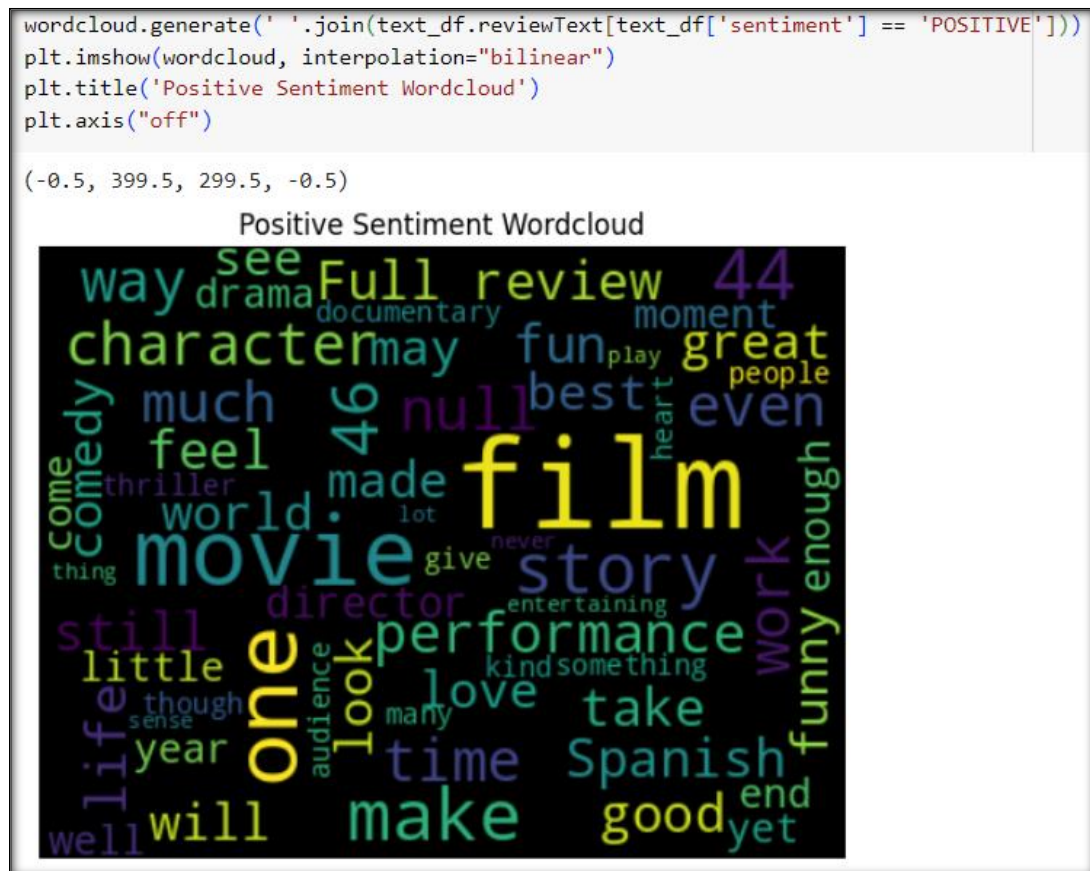 wordcloud.generate(' '.join(text_df.reviewText[text_df['sentiment'] == 'POSITIVE']))
plt.imshow(wordcloud, interpolation="bilinear")
plt.title('Positive Sentiment Wordcloud')
plt.axis("off")
(-0.5, 399.5, 299.5, -0.5)
Positive Sentiment Wordcloud
way
see
drama
Full review
44
documentary
moment
character
may
fun
play
great
people
comedy
much
46
null
best
heart
even
feel
made
film
come
thriller
world
lot
movie
give
never
story
work
funny enough
thing
director
entertaining
still
one
performance
little
audience
look
kind
something
life
though
love
many
take
sense
year
time
Spanish
will
make
good
end
well
yet